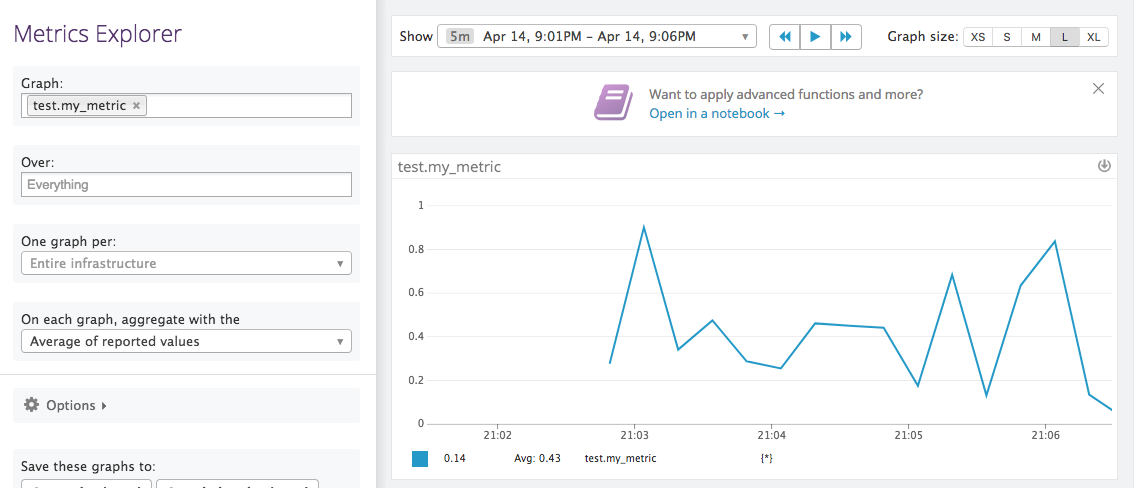 Metrics Explorer
Graph:
test.my_metric ×
Over:
Everything
One graph per:
Entire infrastructure
On each graph, aggregate with the
Average of reported values
Options
Save these graphs to:
Show 5m Apr 14, 9:01PM – Apr 14, 9:06PM
Graph size: XS S M L XL
Want to apply advanced functions and more?
Open in a notebook →
test.my_metric
1
0.8
0.6
0.4
0.2
0
21:02 21:03 21:04 21:05 21:06
0.14 Avg: 0.43 test.my_metric {*}